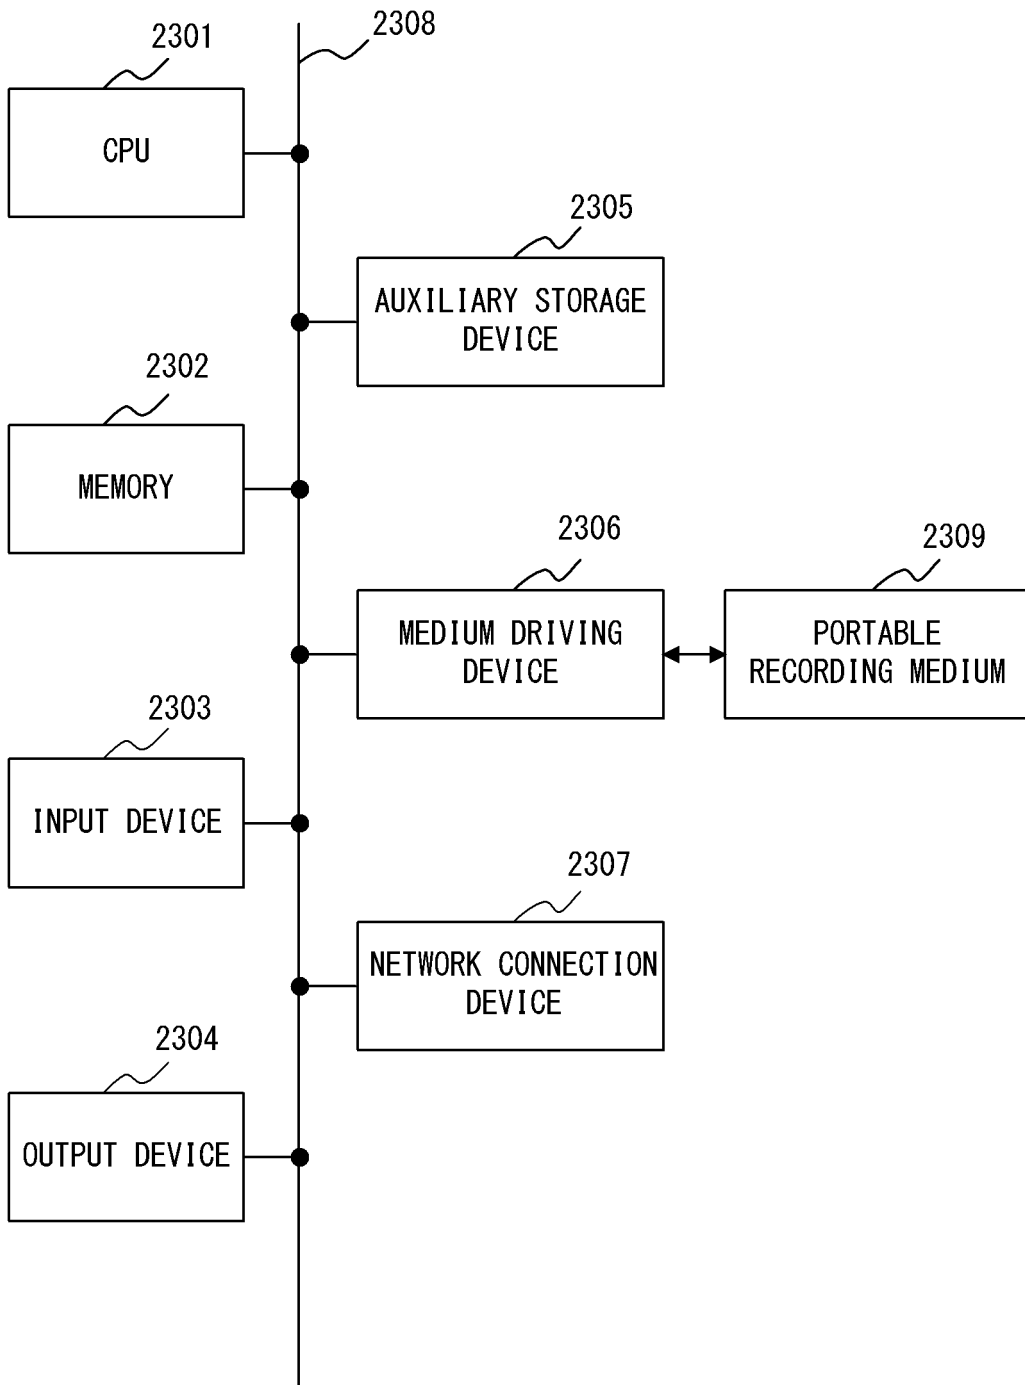 2308
2301
CPU
2305
AUXILIARY STORAGE
DEVICE
2302
MEMORY
2306
MEDIUM DRIVING
DEVICE
2309
PORTABLE
RECORDING MEDIUM
2303
INPUT DEVICE
2307
NETWORK CONNECTION
DEVICE
2304
OUTPUT DEVICE